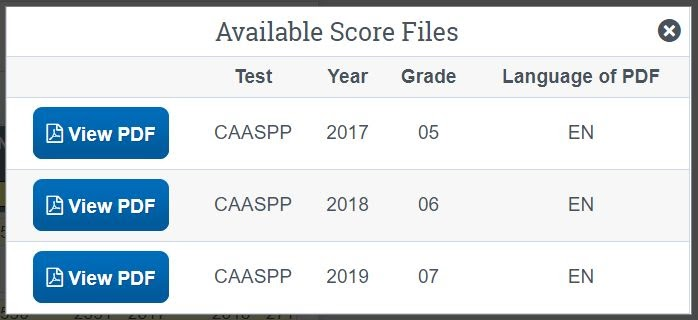 Available Score Files
Test Year Grade Language of PDF
View PDF CAASPP 2017 05 EN
View PDF CAASPP 2018 06 EN
View PDF CAASPP 2019 07 EN